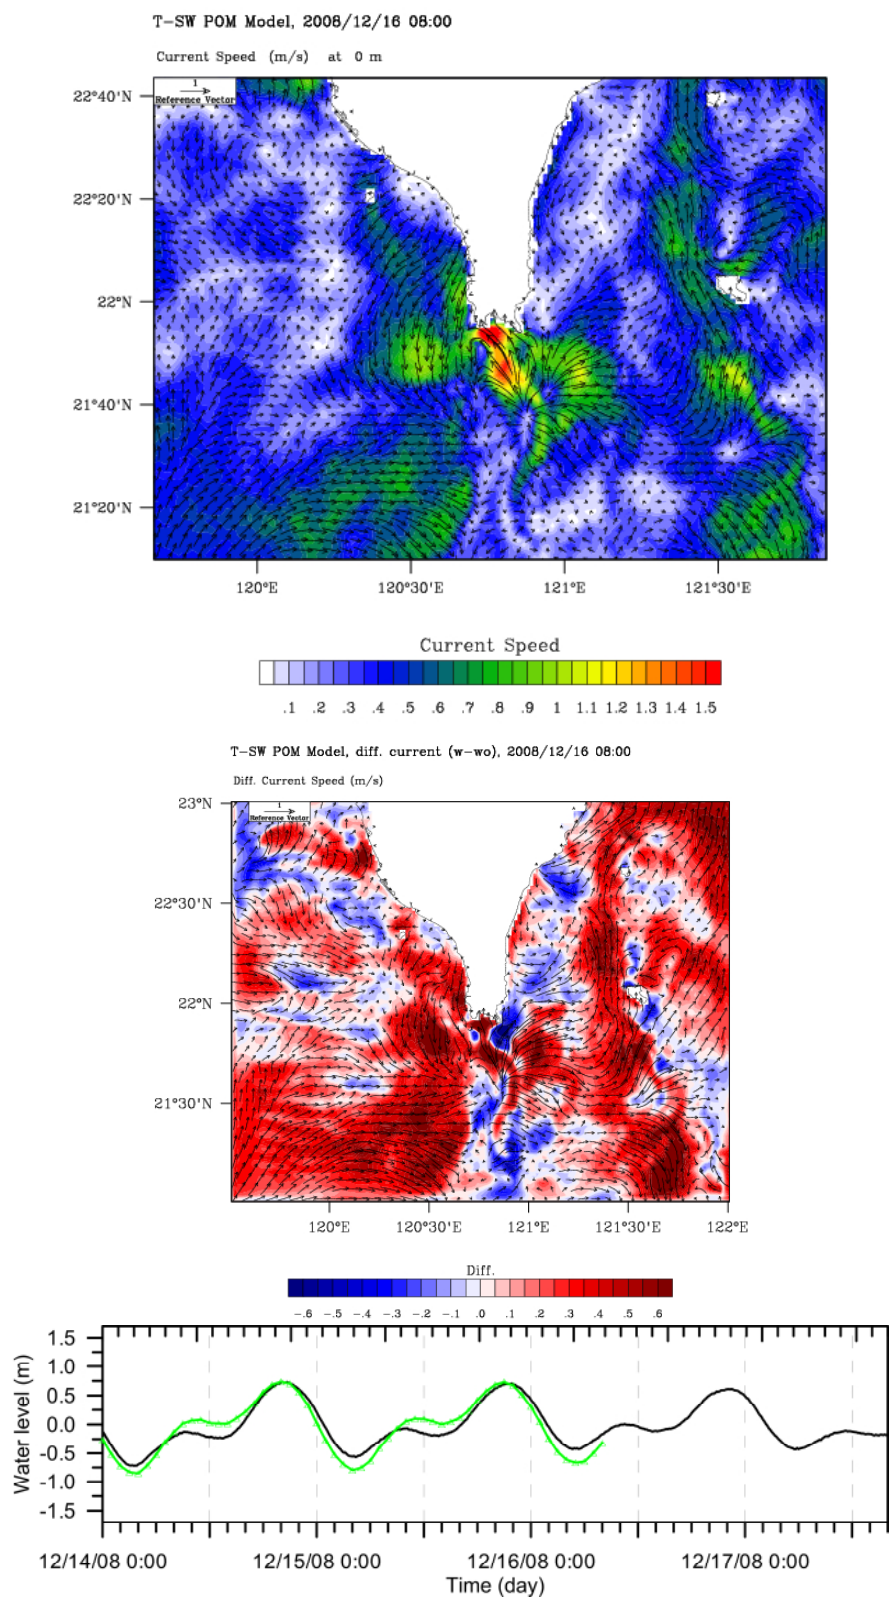 T-SW POM Model, 2008/12/16 08:00
Current Speed (m/s) at 0 m
1
Reference Vector
22°40'N
22°20'N
22°N
21°40'N
21°20'N
120°E
120°30'E
121°E
121°30'E
Current Speed
.1 .2 .3 .4 .5 .6 .7 .8 .9 1 1.1 1.2 1.3 1.4 1.5
T-SW POM Model, diff. current (w-wo), 2008/12/16 08:00
Diff. Current Speed (m/s)
1
Reference Vector
23°N
22°30'N
22°N
21°30'N
120°E
120°30'E
121°E
121°30'E
122°E
Diff.
-.6 -.5 -.4 -.3 -.2 -.1 .0 .1 .2 .3 .4 .5 .6
Water level (m)
1.5
1.0
0.5
0.0
-0.5
-1.0
-1.5
12/14/08 0:00
12/15/08 0:00
12/16/08 0:00
12/17/08 0:00
Time (day)